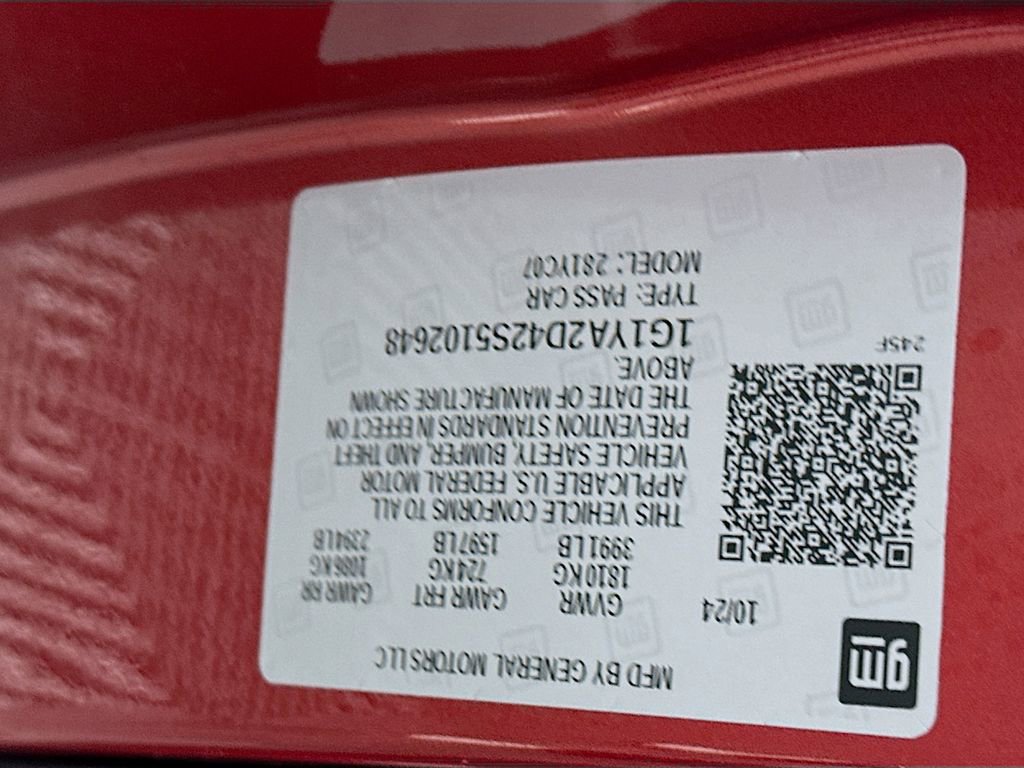 gm
MFD BY GENERAL MOTORS LLC
10/24
GVWR GAWR FRT GAWR RR
1810 KG 724 KG 1086 KG
3991 LB 1597 LB 2394 LB
THIS VEHICLE CONFORMS TO ALL
APPLICABLE U.S. FEDERAL MOTOR
VEHICLE SAFETY, BUMPER, AND THEFT
PREVENTION STANDARDS IN EFFECT ON
THE DATE OF MANUFACTURE SHOWN
ABOVE.
1G1YA2D42S5102648
245F
TYPE: PASS CAR
MODEL: 281YC07